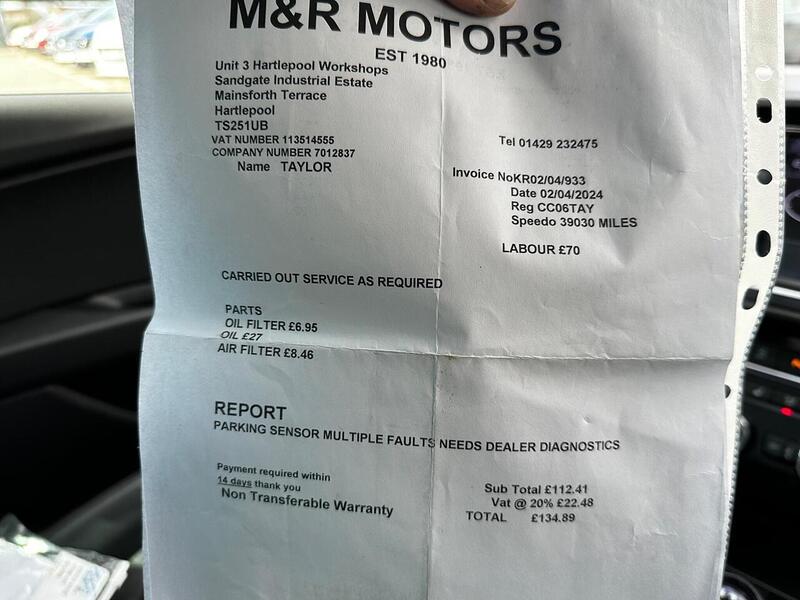 M&R MOTORS
EST 1980
Unit 3 Hartlepool Workshops
Sandgate Industrial Estate
Mainsforth Terrace
Hartlepool
TS251UB
VAT NUMBER 113514555
COMPANY NUMBER 7012837
Name TAYLOR
Tel 01429 232475
Invoice NoKR02/04/933
Date 02/04/2024
Reg CC06TAY
Speedo 39030 MILES
LABOUR £70
CARRIED OUT SERVICE AS REQUIRED
PARTS
OIL FILTER £6.95
OIL £27
AIR FILTER £8.46
REPORT
PARKING SENSOR MULTIPLE FAULTS NEEDS DEALER DIAGNOSTICS
Payment required within
14 days thank you
Non Transferable Warranty
Sub Total £112.41
Vat @ 20% £22.48
TOTAL £134.89